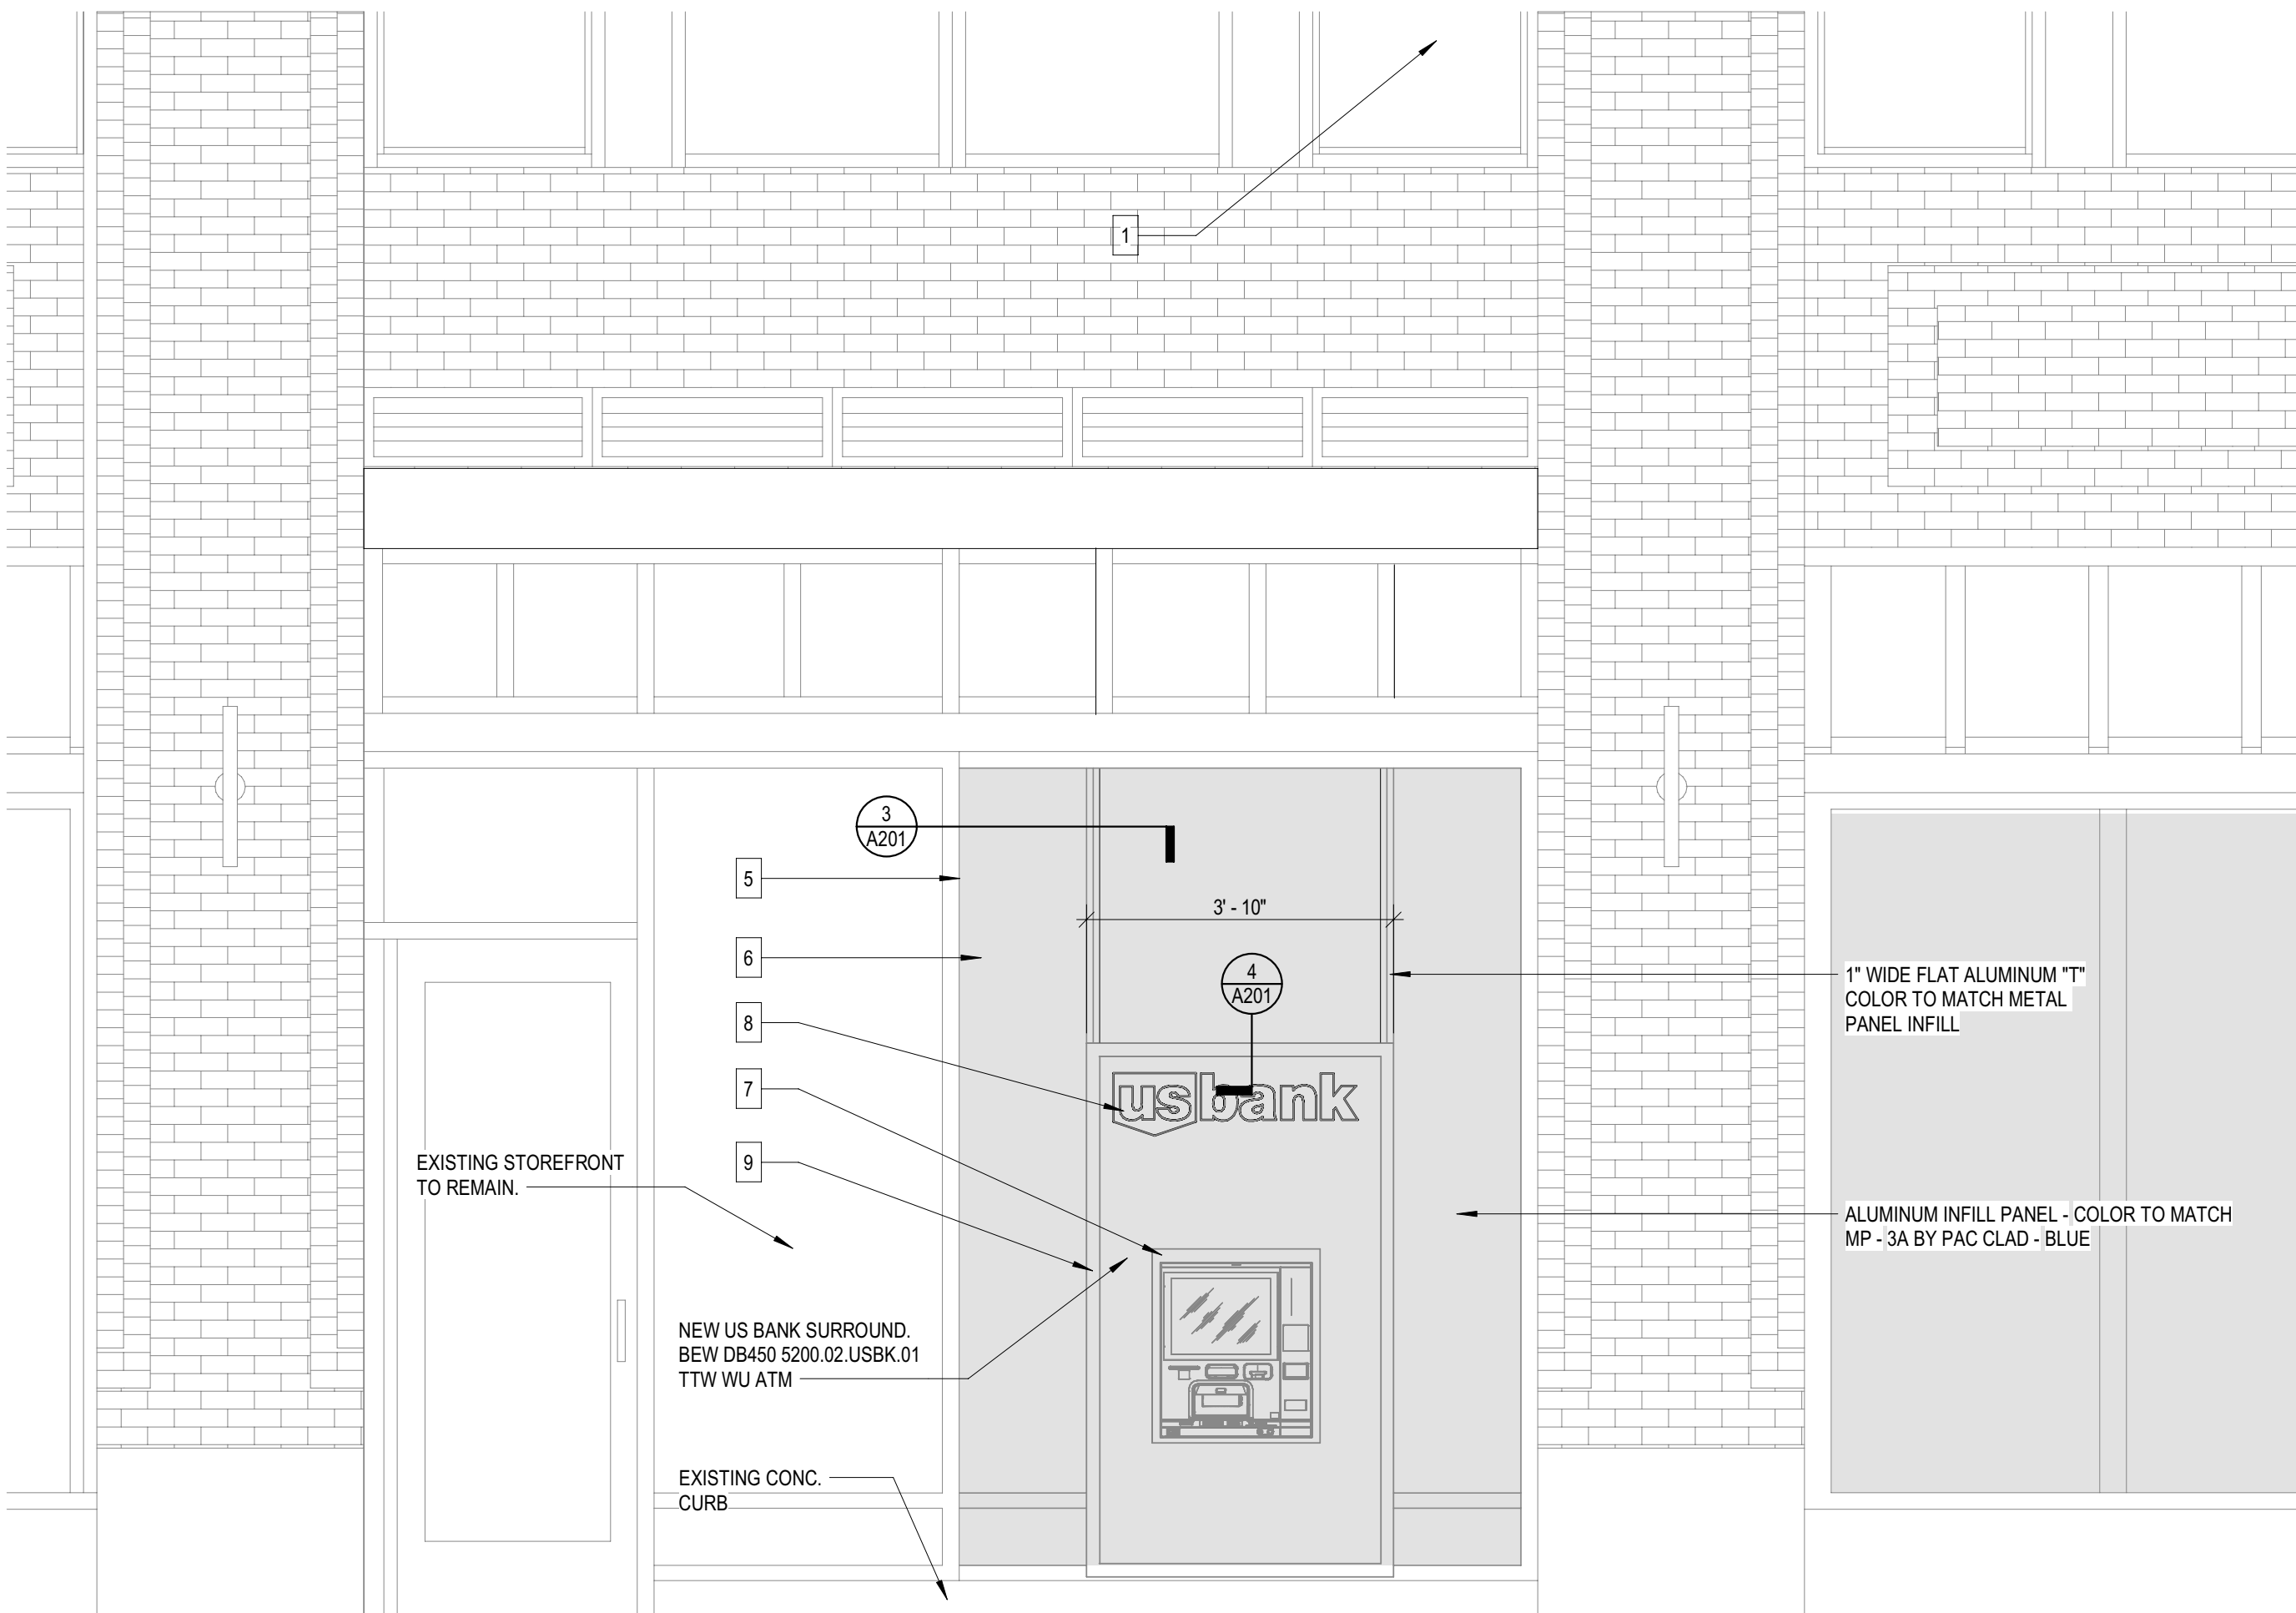 1
3
A201
5
3' - 10"
6
4
A201
1" WIDE FLAT ALUMINUM "T"
COLOR TO MATCH METAL
PANEL INFILL
8
7
usbank
9
EXISTING STOREFRONT
TO REMAIN.
ALUMINUM INFILL PANEL - COLOR TO MATCH
MP - 3A BY PAC CLAD - BLUE
NEW US BANK SURROUND.
BEW DB450 5200.02.USBK.01
TTW WU ATM
EXISTING CONC.
CURB